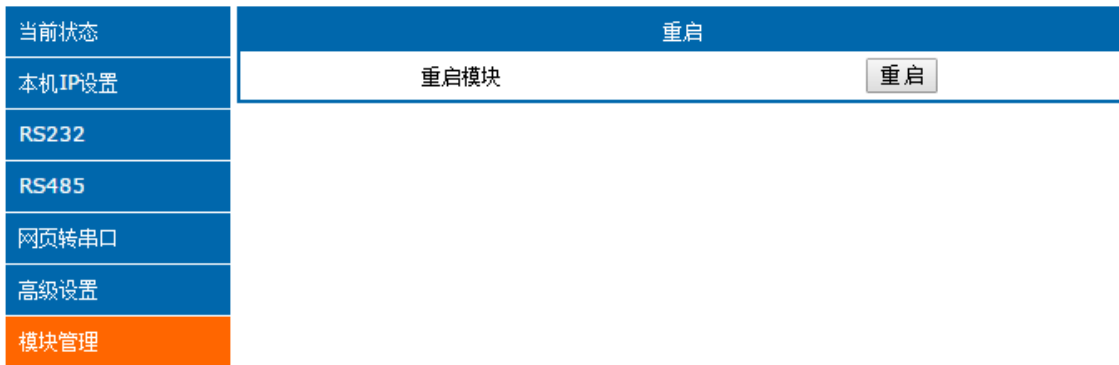 当前状态
本机IP设置
RS232
RS485
网页转串口
高级设置
模块管理
重启
重启模块
重启